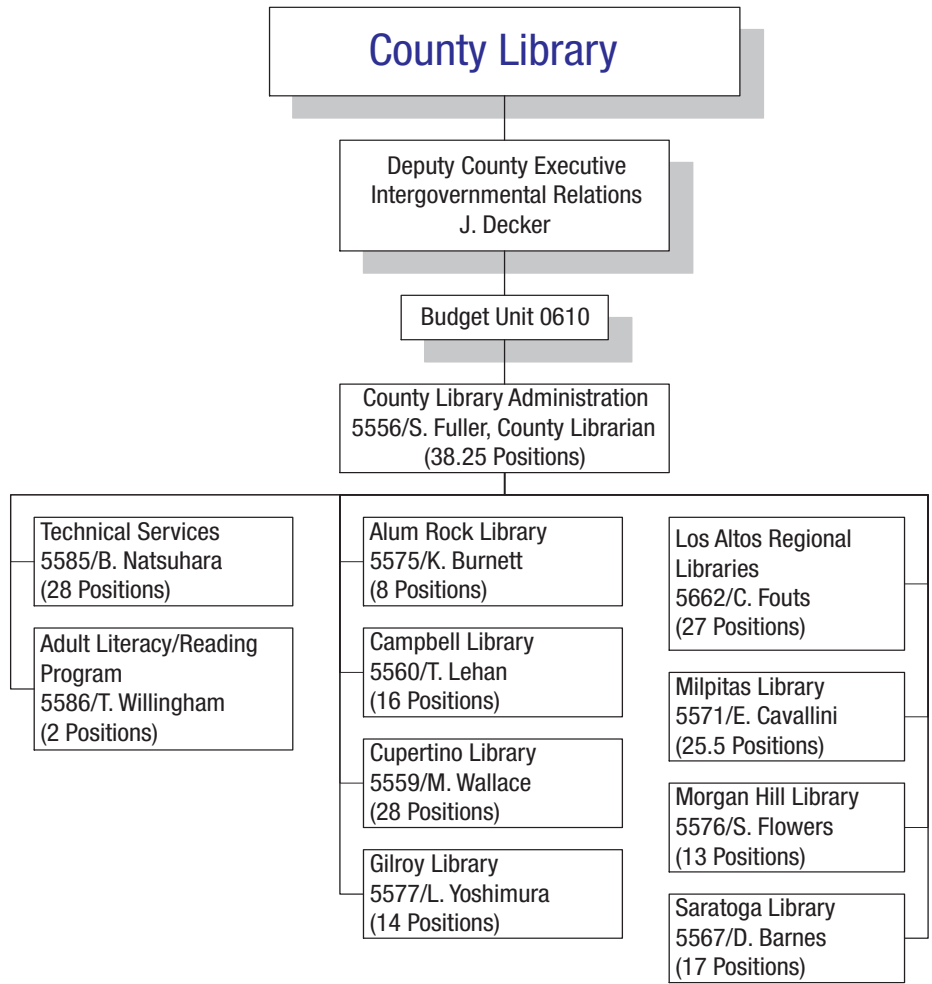 County Library
Deputy County Executive
Intergovernmental Relations
J. Decker
Budget Unit 0610
County Library Administration
5556/S. Fuller, County Librarian
(38.25 Positions)
Technical Services
5585/B. Natsuhara
(28 Positions)
Adult Literacy/Reading
Program
5586/T. Willingham
(2 Positions)
Alum Rock Library
5575/K. Burnett
(8 Positions)
Campbell Library
5560/T. Lehan
(16 Positions)
Cupertino Library
5559/M. Wallace
(28 Positions)
Gilroy Library
5577/L. Yoshimura
(14 Positions)
Los Altos Regional
Libraries
5662/C. Fouts
(27 Positions)
Milpitas Library
5571/E. Cavallini
(25.5 Positions)
Morgan Hill Library
5576/S. Flowers
(13 Positions)
Saratoga Library
5567/D. Barnes
(17 Positions)